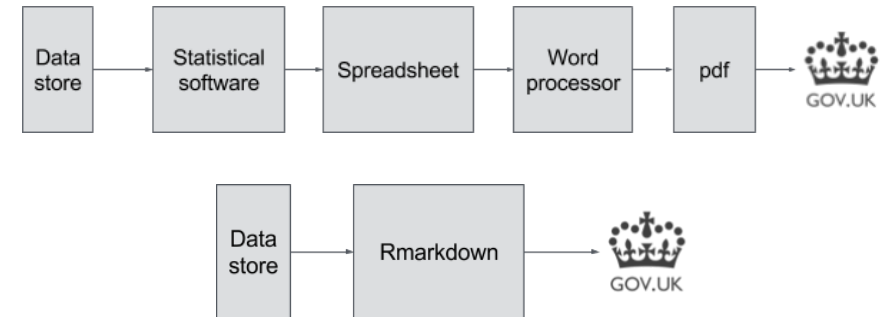 Data
store
Statistical
software
Spreadsheet
Word
processor
pdf
GOV.UK
Data
store
Rmarkdown
GOV.UK